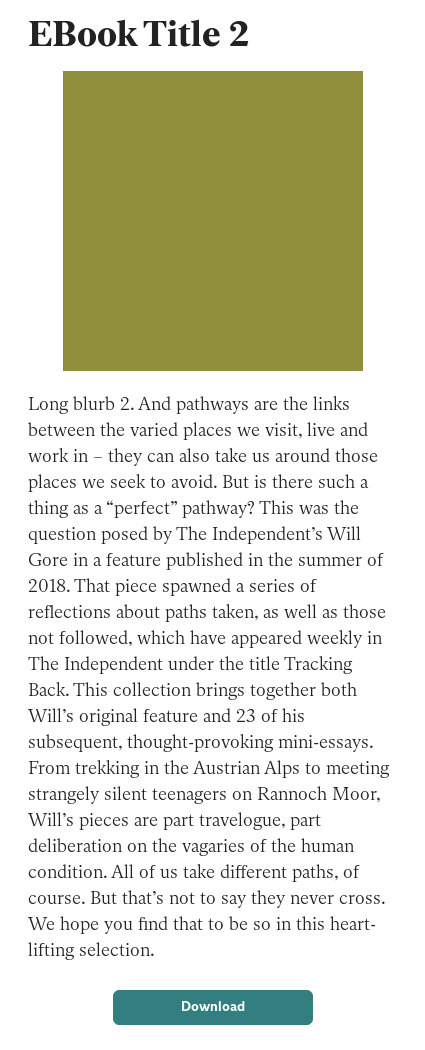 EBook Title 2
Long blurb 2. And pathways are the links
between the varied places we visit, live and
work in – they can also take us around those
places we seek to avoid. But is there such a
thing as a “perfect” pathway? This was the
question posed by The Independent’s Will
Gore in a feature published in the summer of
2018. That piece spawned a series of
reflections about paths taken, as well as those
not followed, which have appeared weekly in
The Independent under the title Tracking
Back. This collection brings together both
Will’s original feature and 23 of his
subsequent, thought-provoking mini-essays.
From trekking in the Austrian Alps to meeting
strangely silent teenagers on Rannoch Moor,
Will’s pieces are part travelogue, part
deliberation on the vagaries of the human
condition. All of us take different paths, of
course. But that’s not to say they never cross.
We hope you find that to be so in this heart-
lifting selection.
Download